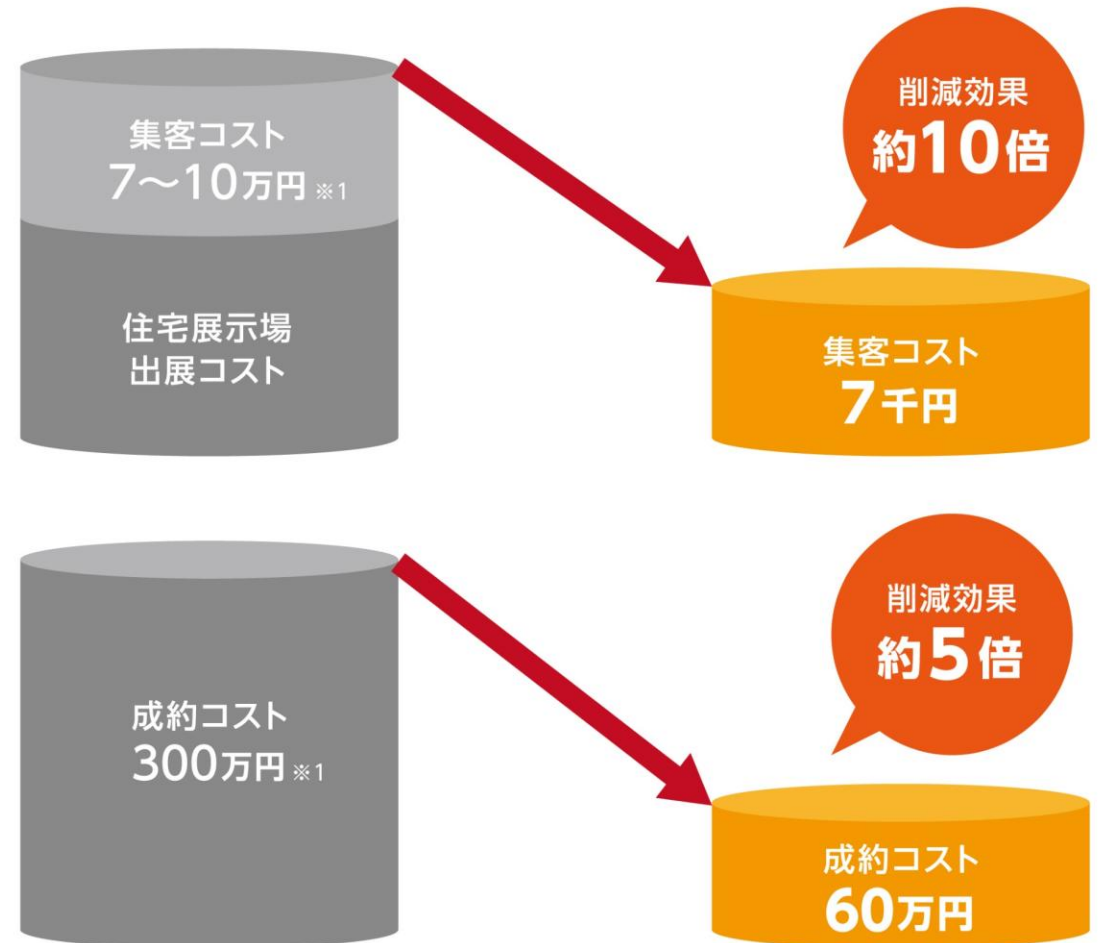 集客コスト
7〜10万円 ※1
住宅展示場
出展コスト
削減効果
約10倍
集客コスト
7千円
成約コスト
300万円 ※1
削減効果
約5倍
成約コスト
60万円